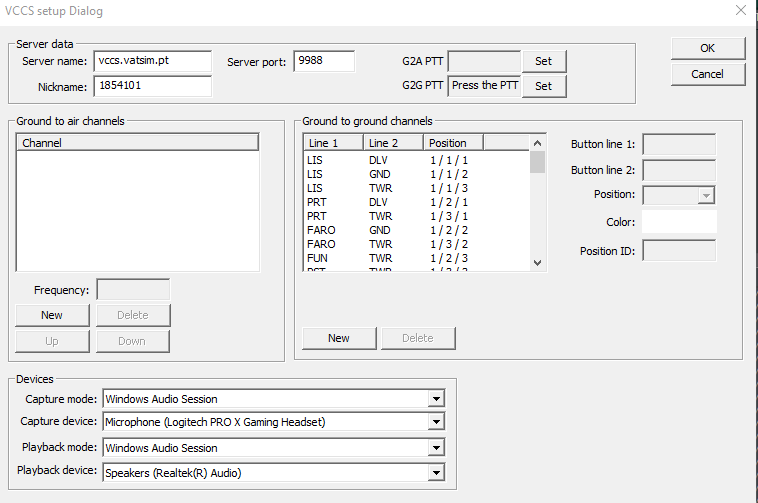 VCCS setup Dialog
Server data
Server name: vccs.vatsim.pt Server port: 9988 G2A PTT Set
Nickname: 1854101 G2G PTT Press the PTT Set
OK
Cancel
Ground to air channels
Channel
Frequency:
New Delete
Up Down
Ground to ground channels
Line 1 Line 2 Position
LIS DLV 1 / 1 / 1
LIS GND 1 / 1 / 2
LIS TWR 1 / 1 / 3
PRT DLV 1 / 2 / 1
PRT TWR 1 / 3 / 1
FARO GND 1 / 2 / 2
FARO TWR 1 / 3 / 2
FUN TWR 1 / 2 / 3
TWR
New Delete
Button line 1:
Button line 2:
Position:
Color:
Position ID:
Devices
Capture mode: Windows Audio Session
Capture device: Microphone (Logitech PRO X Gaming Headset)
Playback mode: Windows Audio Session
Playback device: Speakers (Realtek(R) Audio)